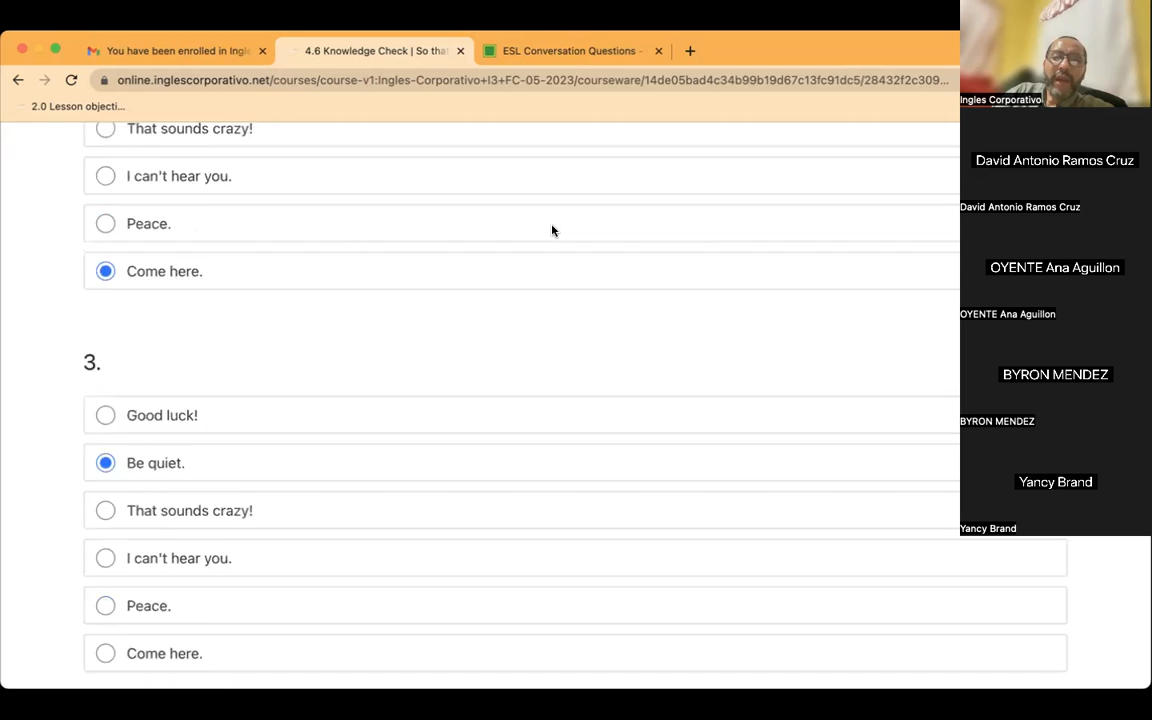 You have been enrolled in Ingle
4.6 Knowledge Check | So tha
ESL Conversation Questions -
online.inglescorporativo.net/courses/course-v1:Ingles-Corporativo+I3+FC-05-2023/courseware/14de05bad4c34b99b19d67c13fc91dc5/28432f2c309...
2.0 Lesson objecti...
That sounds crazy!
I can't hear you.
Peace.
Come here.
3.
Good luck!
Be quiet.
That sounds crazy!
I can't hear you.
Peace.
Come here.
Ingles Corporativo
David Antonio Ramos Cruz
David Antonio Ramos Cruz
OYENTE Ana Aguillon
OYENTE Ana Aguillon
BYRON MENDEZ
BYRON MENDEZ
Yancy Brand
Yancy Brand